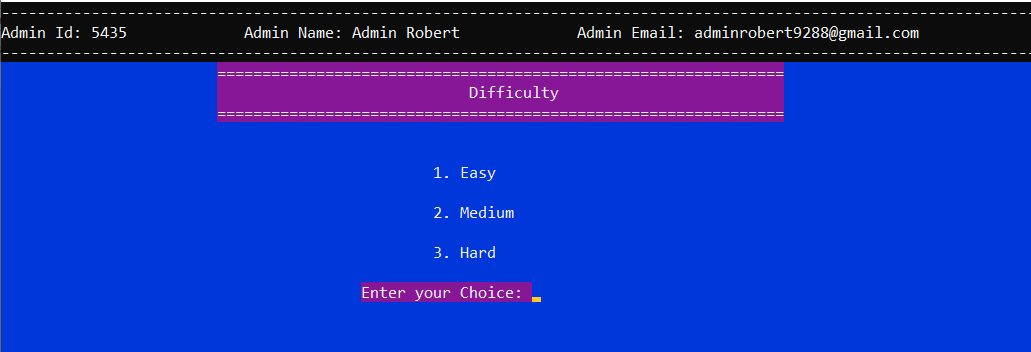 Admin Id: 5435 Admin Name: Admin Robert Admin Email: adminrobert9288@gmail.com
Difficulty
1. Easy
2. Medium
3. Hard
Enter your Choice: